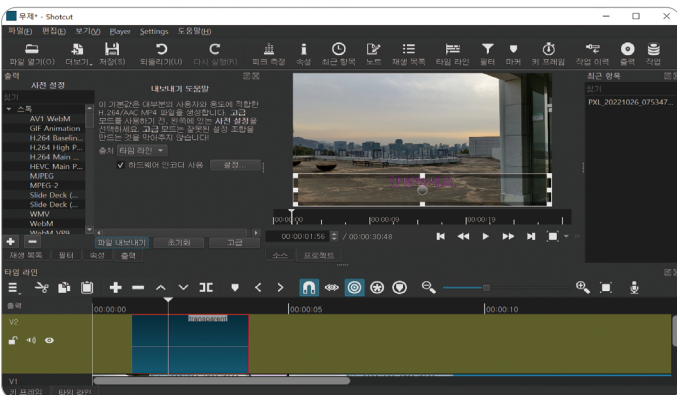 무제* - Shotcut
파일(F) 편집(E) 보기(V) Player Settings 도움말(H)
파일 열기(O) 더보기 저장(S) 되돌리기(U) 다시 실행(R) 피크 측정 속성 최근 항목 노트 재생 목록 타임 라인 필터 마커 키 프레임 작업 이력 출력 작업
출력
사전 설정
찾기
스톡
AV1 WebM
GIF Animation
H.264 Baselin...
H.264 High P...
H.264 Main ...
HEVC Main P...
MJPEG
MPEG-2
Slide Deck (...
Slide Deck (...
WMV
WebM
WebM VP9
내보내기 도움말
이 기본값은 대부분의 사용자와 용도에 적합한
H.264/AAC MP4 파일을 생성합니다. 고급
모드를 사용하기 전, 왼쪽에 있는 사전 설정을
선택하세요. 고급 모드는 잘못된 설정 조합을
만드는 것을 막아주지 않습니다!
출처 타임 라인
하드웨어 인코더 사용 설정...
파일 내보내기 초기화 고급
재생 목록 필터 속성 출력
00:00:00 00:00:09 00:00:19
00:00:01:56 / 00:00:30:48
소스 프로젝트
최근 항목
찾기
PXL_20221026_075347...
타임 라인
출력
00:00:00 00:00:05 00:00:10
V2
transparent
V1
키 프레임 타임 라인